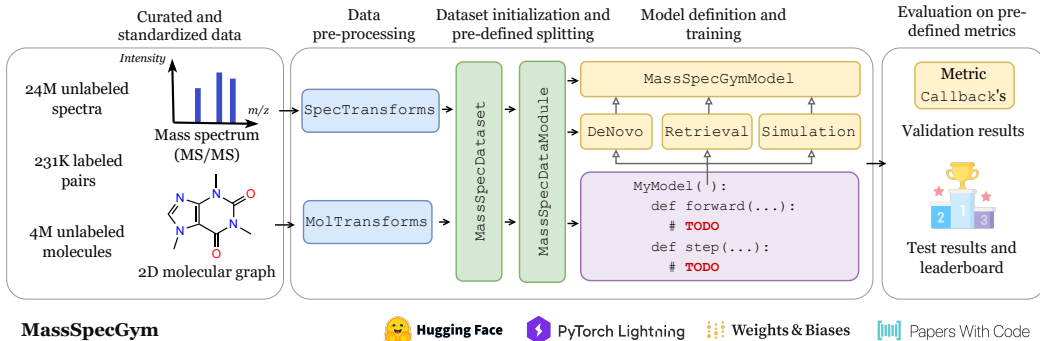 Curated and
standardized data
Data
pre-processing
Dataset initialization and
pre-defined splitting
Model definition and
training
Evaluation on pre-
defined metrics
24M unlabeled
spectra
231K labeled
pairs
4M unlabeled
molecules
Intensity
m/z
Mass spectrum
(MS/MS)
N
N
N
N
O
O
2D molecular graph
SpecTransforms
MolTransforms
MassSpecDataset
MassSpecDataModule
MassSpecGymModel
DeNovo
Retrieval
Simulation
MyModel(·):
def forward(...):
# TODO
def step(...):
# TODO
Metric
Callback's
Validation results
2
1
3
Test results and
leaderboard
MassSpecGym
Hugging Face
PyTorch Lightning
Weights & Biases
Papers With Code